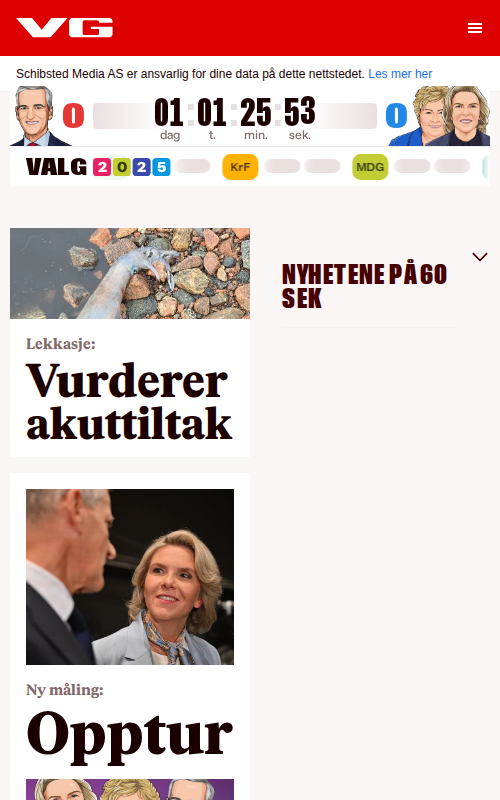 VG
Schibsted Media AS er ansvarlig for dine data på dette nettstedet. Les mer her
0 01 : 01 : 25 : 53 0
dag t. min. sek.
VALG 2025 KrF MDG
NYHETENE PÅ 60
SEK
Lekkasje:
Vurderer
akuttiltak
Ny måling:
Opptur